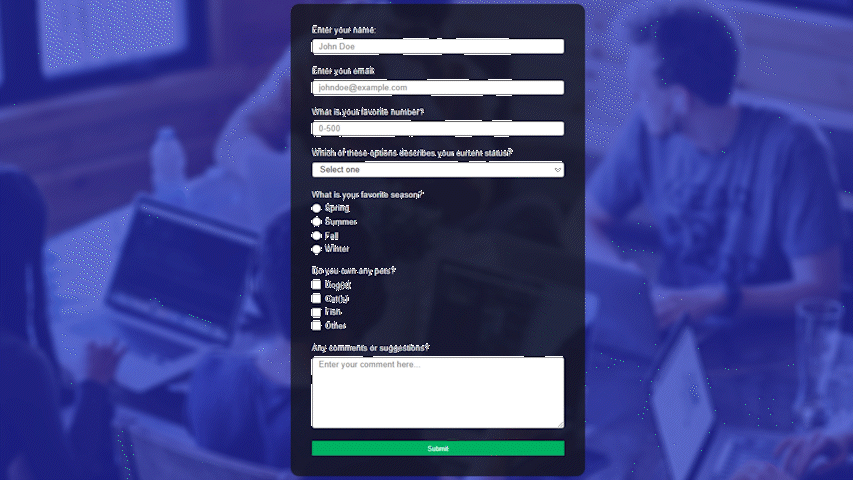 Enter your name:
John Doe
Enter your email:
johndoe@example.com
What is your favorite number?
0-500
Which of these options describes your current status?
Select one
What is your favorite season?
Spring
Summer
Fall
Winter
Do you own any pets?
Fish
Other
Any comments or suggestions?
Enter your comment here...
Submit